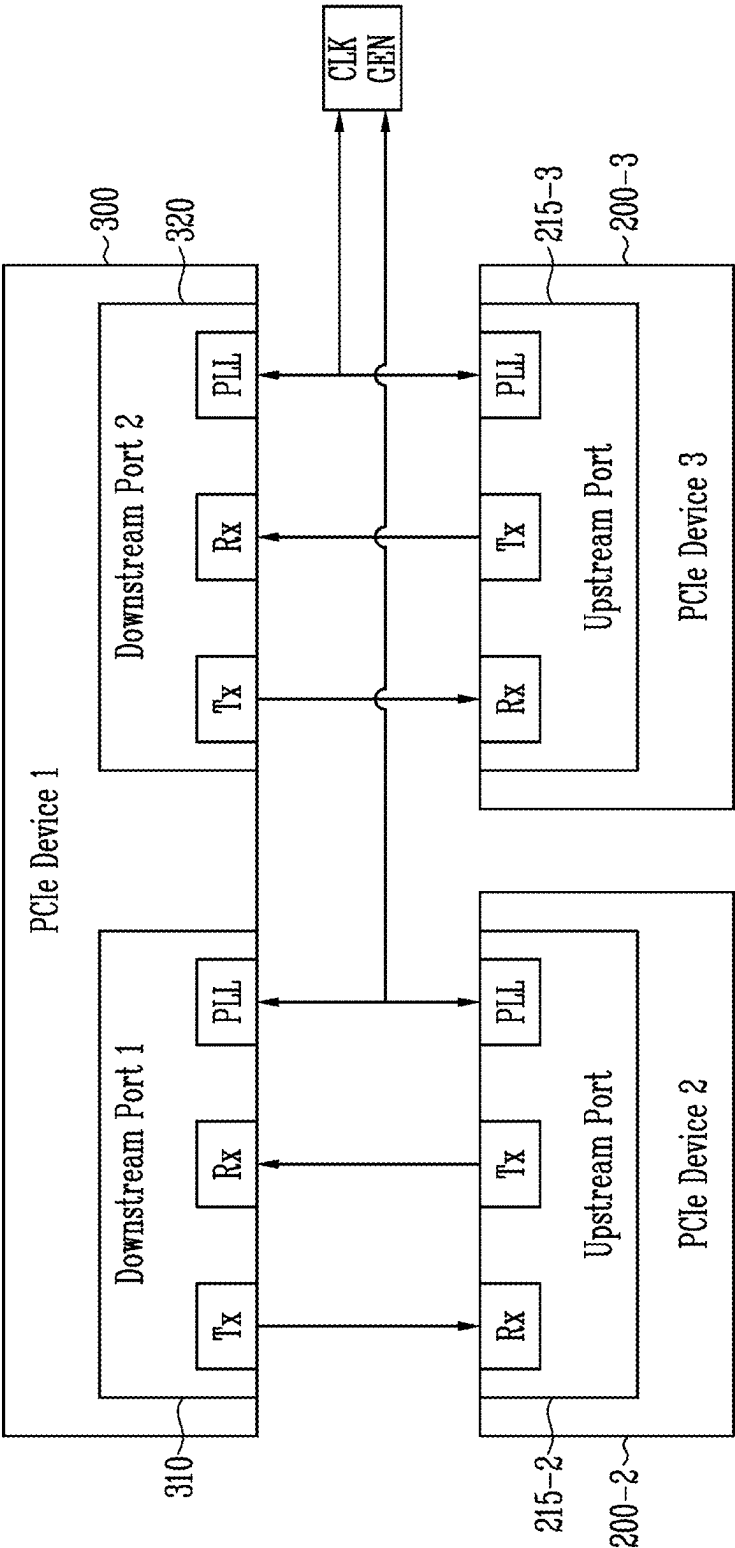 PCIe Device 1
300
310
Downstream Port 1
Tx
Rx
PLL
320
Downstream Port 2
Tx
Rx
PLL
CLK
GEN
Rx
Tx
PLL
Upstream Port
215-2
PCIe Device 2
200-2
Rx
Tx
PLL
Upstream Port
215-3
PCIe Device 3
200-3